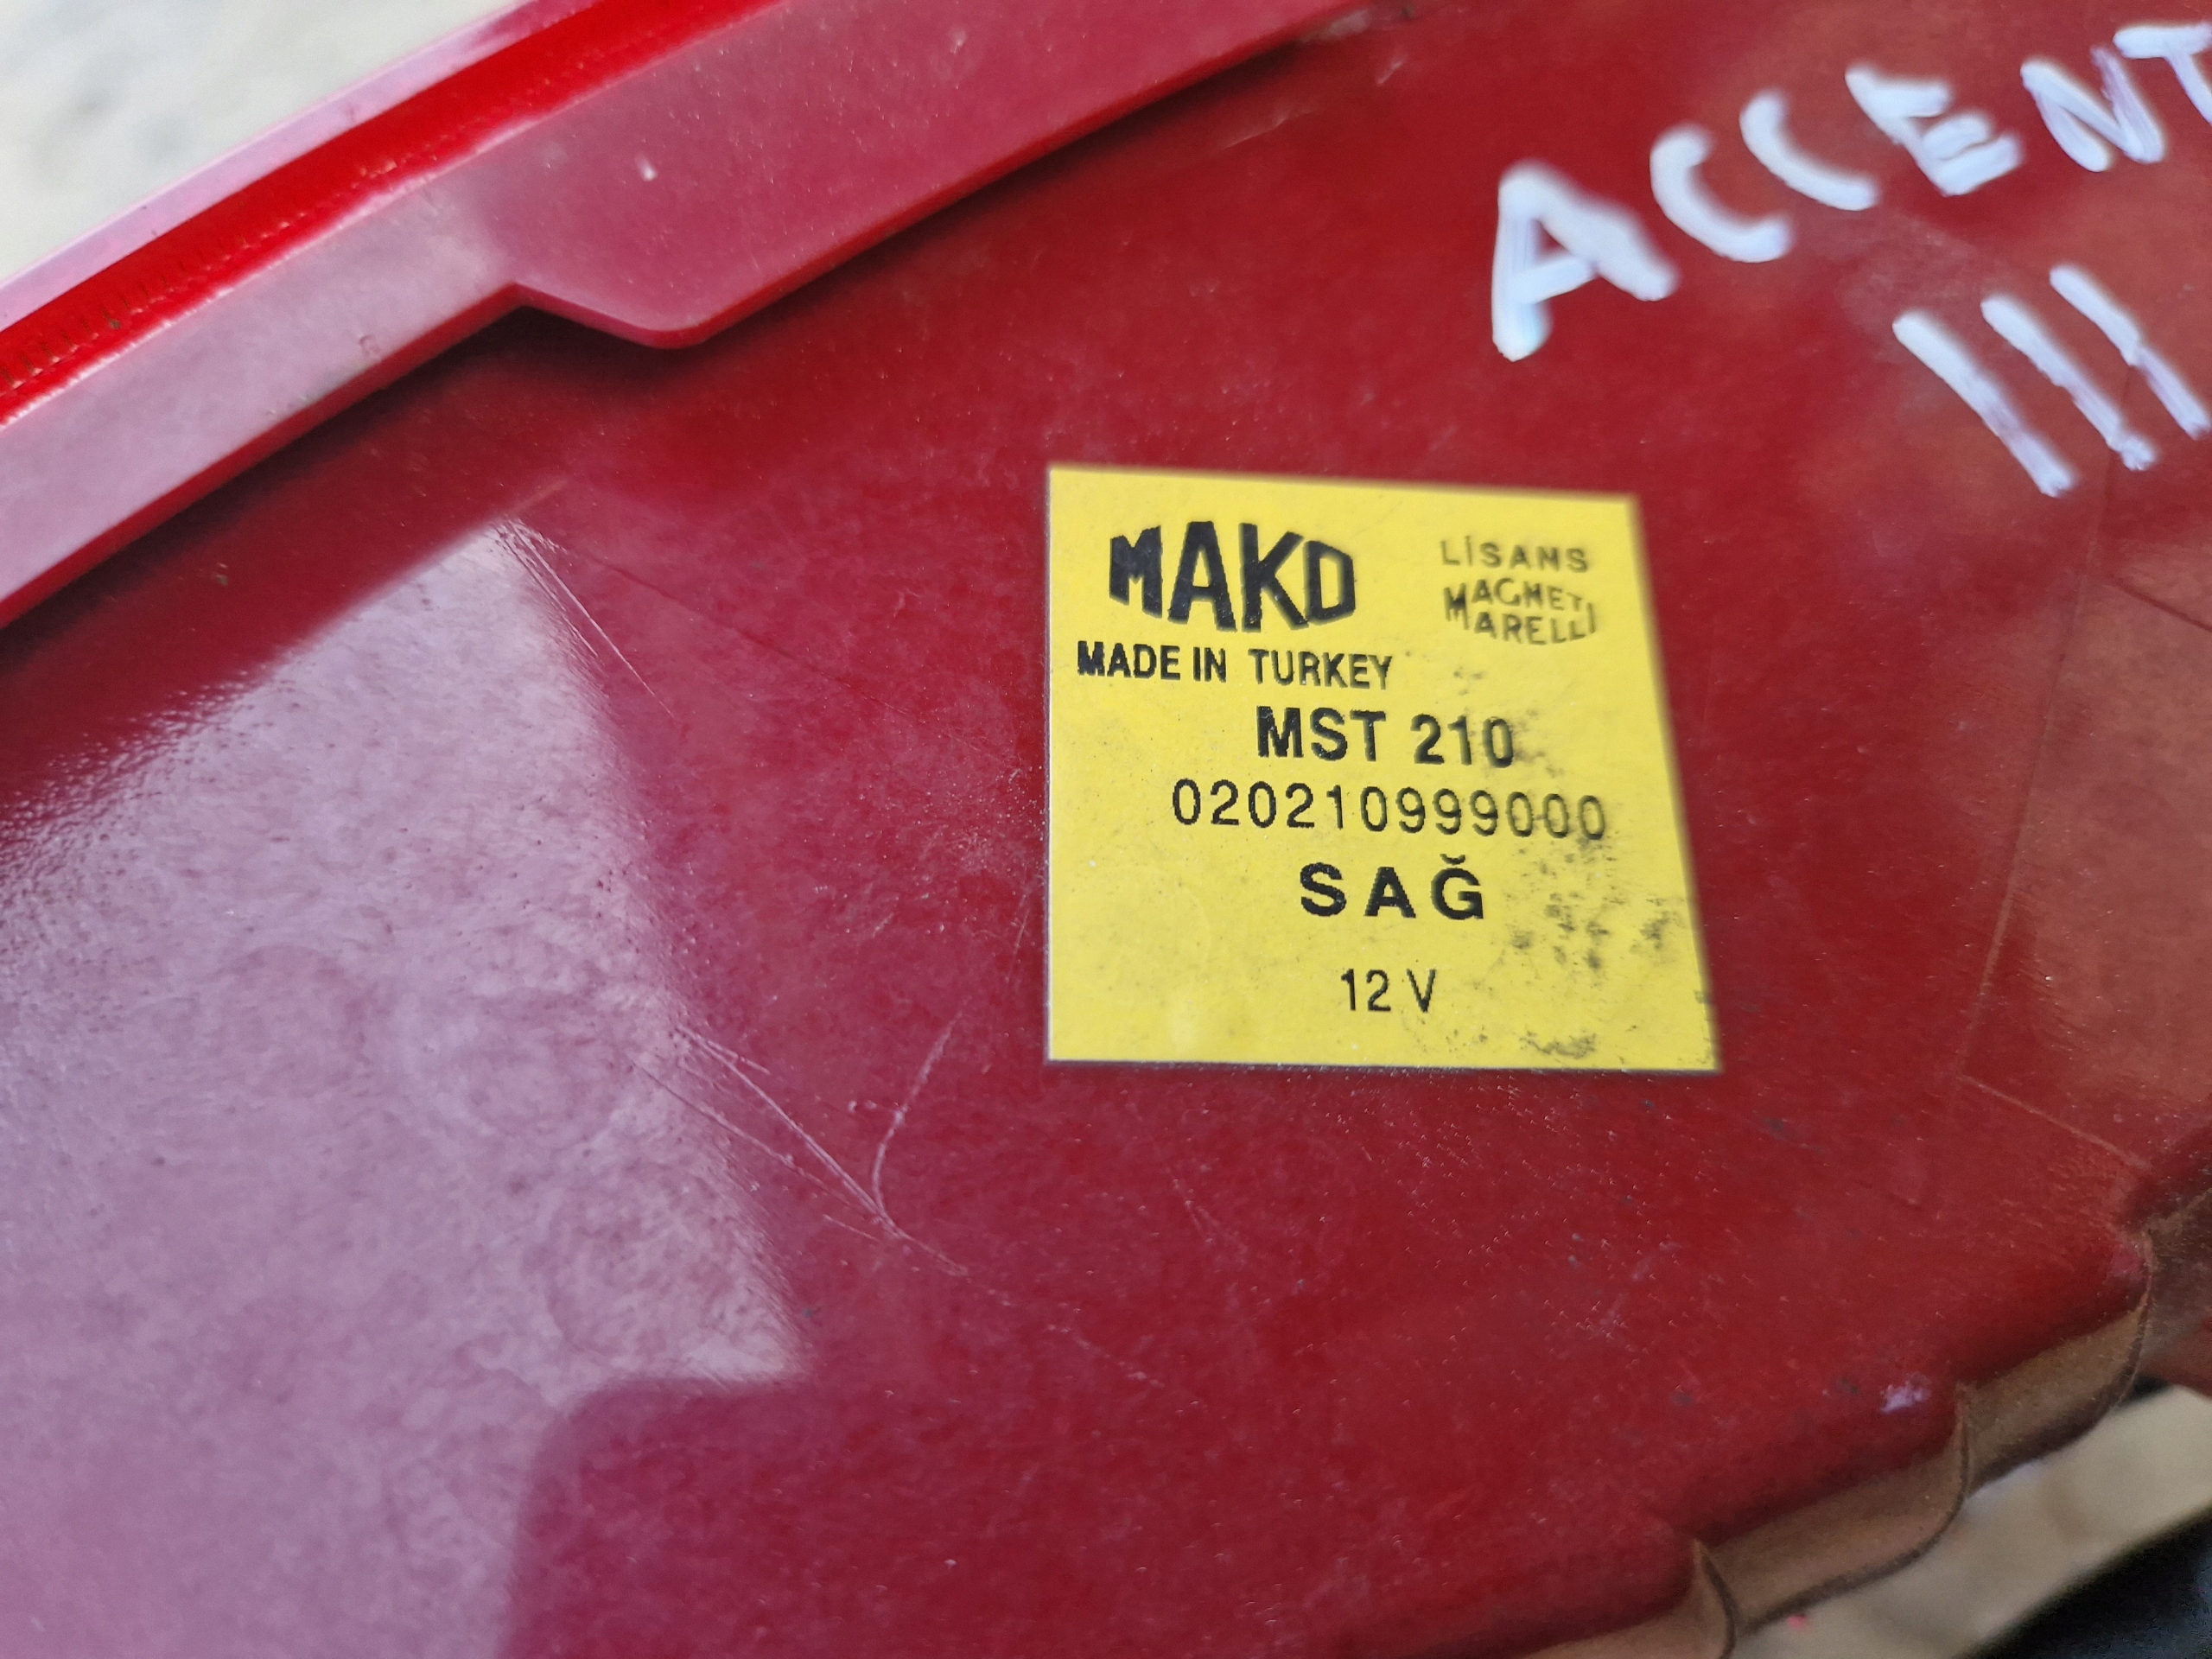 ACCENT
III
MAKO
LİSANS
MAGNETI
MARELLI
MADE IN TURKEY
MST 210
020210999000
SAĞ
12 V